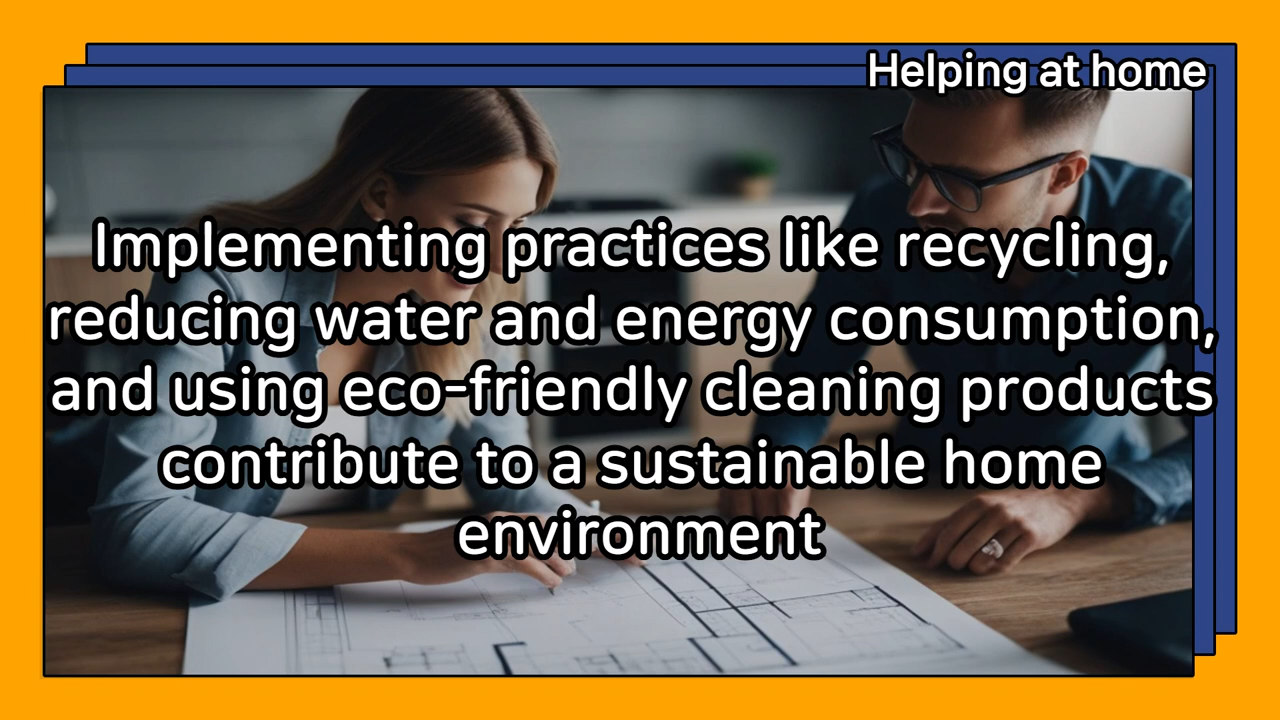 Helping at home
Implementing practices like recycling,
reducing water and energy consumption,
and using eco-friendly cleaning products
contribute to a sustainable home
environment